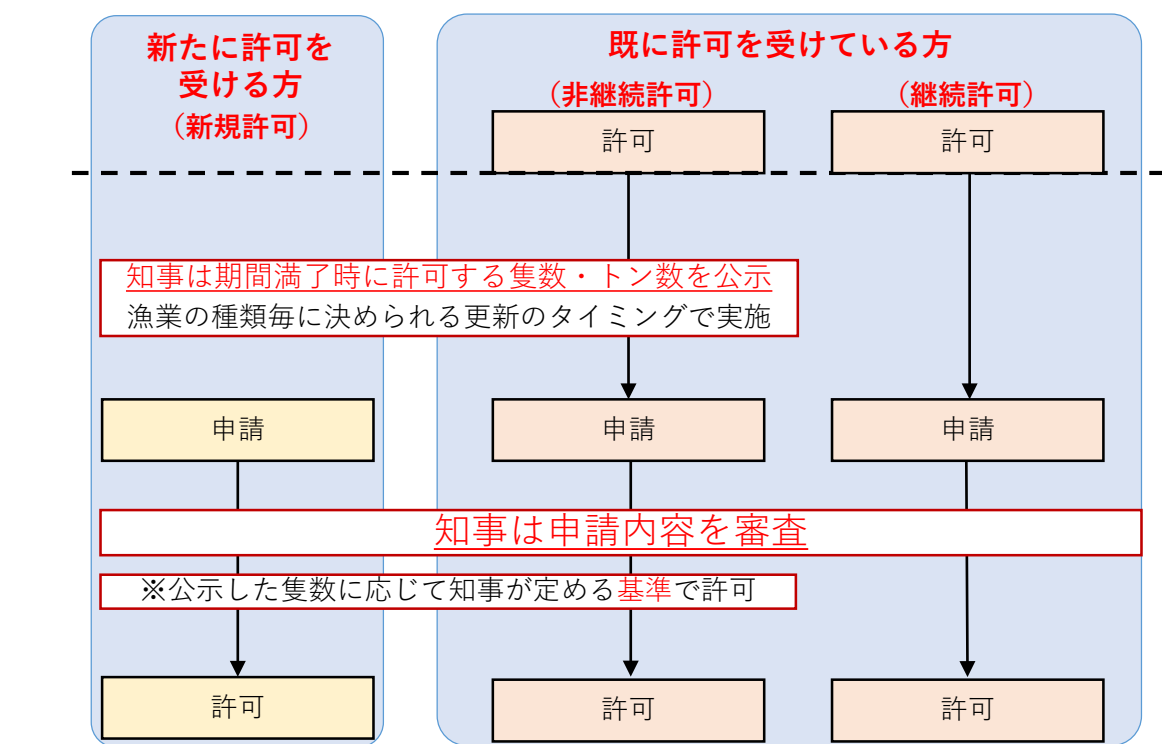 新たに許可を
受ける方
（新規許可）
既に許可を受けている方
（非継続許可）
（継続許可）
許可
許可
知事は期間満了時に許可する隻数・トン数を公示
漁業の種類毎に決められる更新のタイミングで実施
申請
申請
申請
知事は申請内容を審査
※公示した隻数に応じて知事が定める基準で許可
許可
許可
許可